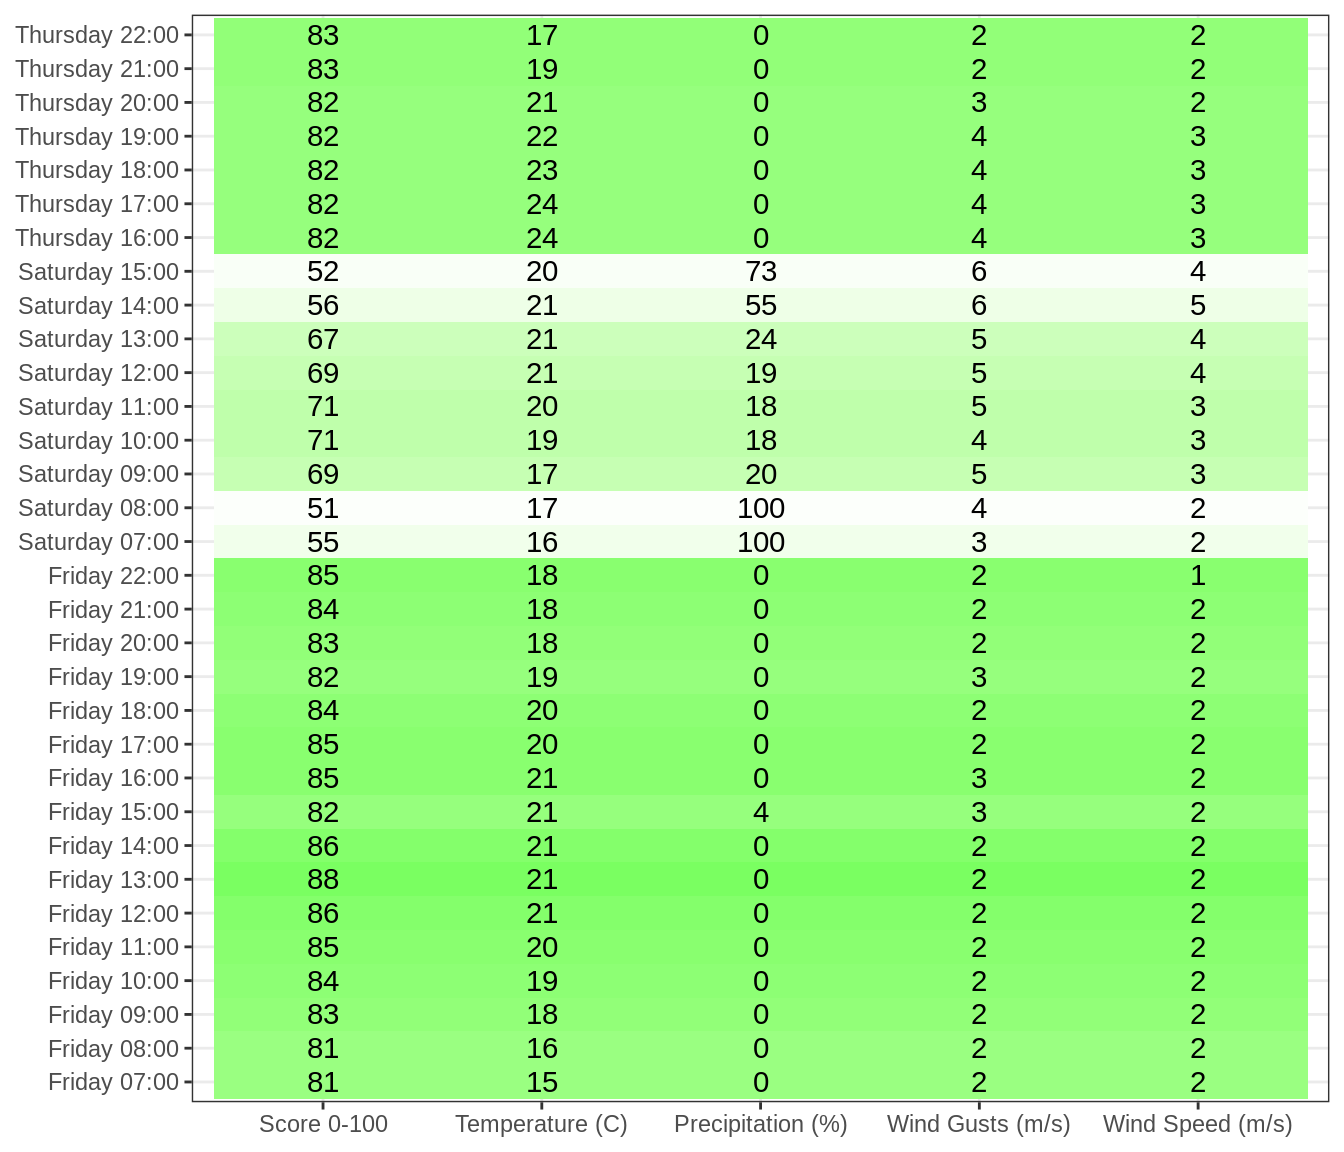 Thursday 22:00 83 17 0 2 2
Thursday 21:00 83 19 0 2 2
Thursday 20:00 82 21 0 3 2
Thursday 19:00 82 22 0 4 3
Thursday 18:00 82 23 0 4 3
Thursday 17:00 82 24 0 4 3
Thursday 16:00 82 24 0 4 3
Saturday 15:00 52 20 73 6 4
Saturday 14:00 56 21 55 6 5
Saturday 13:00 67 21 24 5 4
Saturday 12:00 69 21 19 5 4
Saturday 11:00 71 20 18 5 3
Saturday 10:00 71 19 18 4 3
Saturday 09:00 69 17 20 5 3
Saturday 08:00 51 17 100 4 2
Saturday 07:00 55 16 100 3 2
Friday 22:00 85 18 0 2 1
Friday 21:00 84 18 0 2 2
Friday 20:00 83 18 0 2 2
Friday 19:00 82 19 0 3 2
Friday 18:00 84 20 0 2 2
Friday 17:00 85 20 0 2 2
Friday 16:00 85 21 0 3 2
Friday 15:00 82 21 4 3 2
Friday 14:00 86 21 0 2 2
Friday 13:00 88 21 0 2 2
Friday 12:00 86 21 0 2 2
Friday 11:00 85 20 0 2 2
Friday 10:00 84 19 0 2 2
Friday 09:00 83 18 0 2 2
Friday 08:00 81 16 0 2 2
Friday 07:00 81 15 0 2 2
Score 0-100 Temperature (C) Precipitation (%) Wind Gusts (m/s) Wind Speed (m/s)